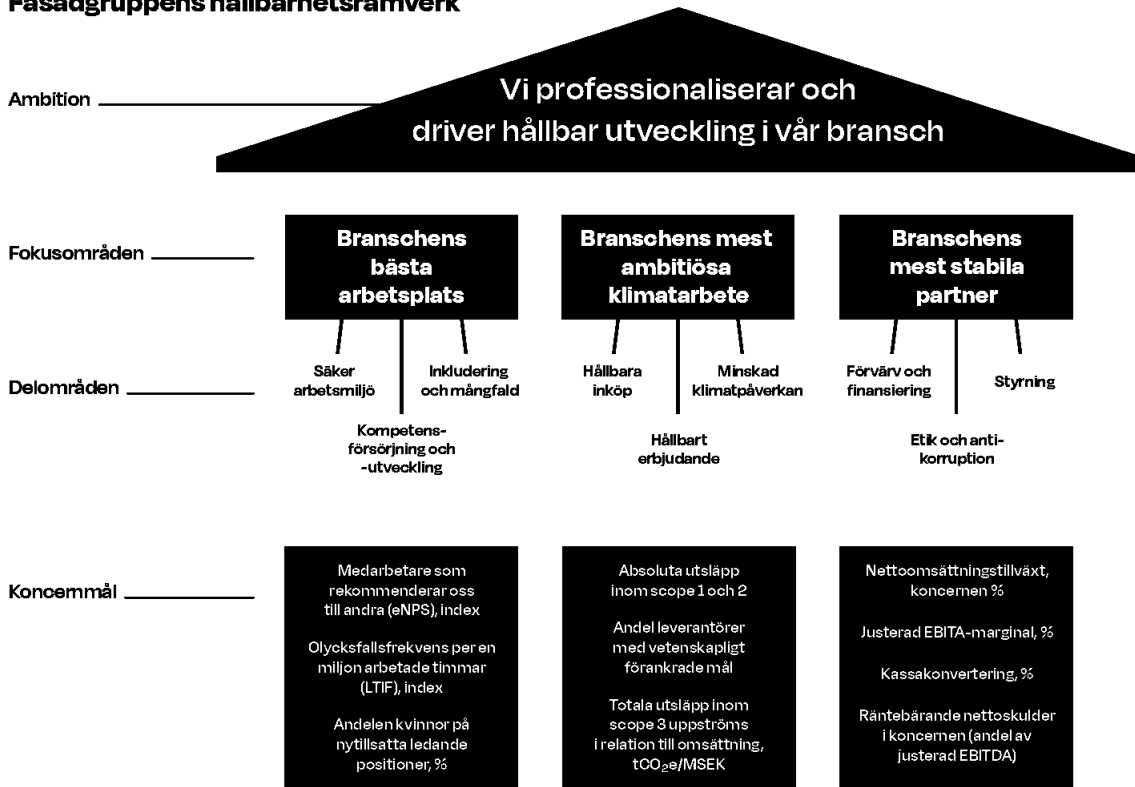 Fasadgruppens hållbarhetsramverk
Ambition
Vi professionaliserar och
driver hållbar utveckling i vår bransch
Fokusområden
Branschens
bästa
arbetsplats
Branschens mest
ambitiösa
klimatarbete
Branschens
mest stabila
partner
Delområden
Säker
arbetsmiljö
Kompetens-
försörjning och
-utveckling
Inkludering
och mångfald
Hållbara
inköp
Hållbart
erbjudande
Minskad
klimatpåverkan
Förvärv och
finansiering
Etik och anti-
korruption
Styrning
Koncernmål
Medarbetare som
rekommenderar oss
till andra (eNPS), index
Olycksfallsfrekvens per en
miljon arbetade timmar
(LTIF), index
Andelen kvinnor på
nytillsatta ledande
positioner, %
Absoluta utsläpp
inom scope 1 och 2
Andel leverantörer
med vetenskapligt
förankrade mål
Totala utsläpp inom
scope 3 uppströms
i relation till omsättning,
tCO₂e/MSEK
Nettoomsättningstillväxt,
koncernen %
Justerad EBITA-marginal, %
Kassakonvertering, %
Räntebärande nettoskulder
i koncernen (andel av
justerad EBITDA)